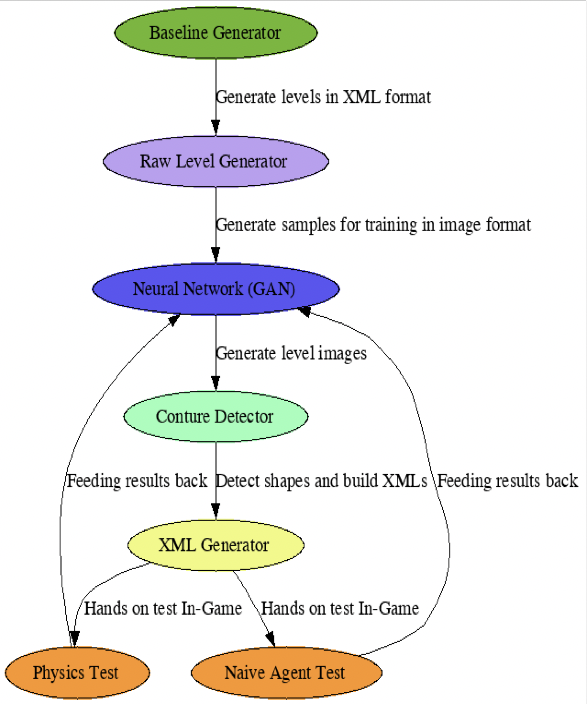 Baseline Generator
Generate levels in XML format
Raw Level Generator
Generate samples for training in image format
Neural Network (GAN)
Generate level images
Conture Detector
Feeding results back
Detect shapes and build XMLs
Feeding results back
XML Generator
Hands on test In-Game
Hands on test In-Game
Physics Test
Naive Agent Test